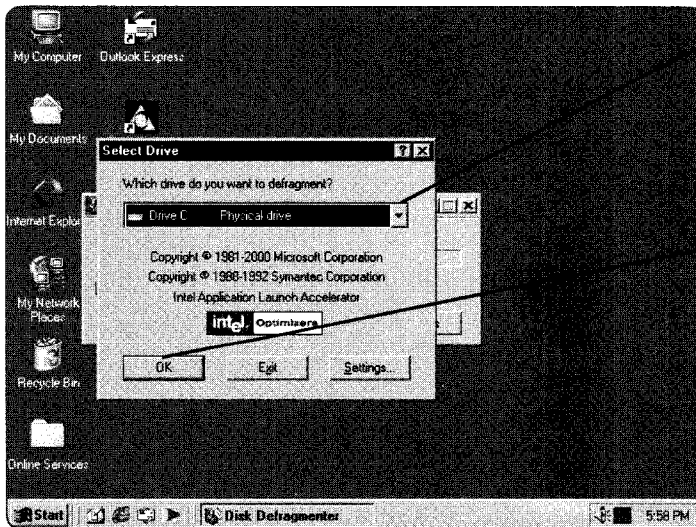 My Computer
Outlook Express
My Documents
Select Drive
Which drive do you want to defragment?
Drive C Physical drive
Internet Explor
Copyright © 1981-2000 Microsoft Corporation
Copyright © 1988-1992 Symantec Corporation
Intel Application Launch Accelerator
intel. Optimizers
My Network
Places
OK
Exit
Settings...
Recycle Bin
Online Services
Start
Disk Defragmenter
5:58 PM